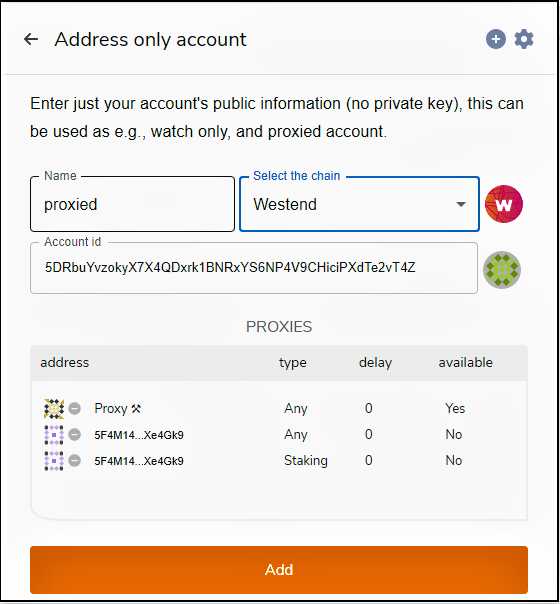 Address only account
Enter just your account's public information (no private key), this can
be used as e.g., watch only, and proxied account.
Name
proxied
Select the chain
Westend
W
Account id
5DRbuYvzokyX7X4QDxrk1BNRxYS6NP4V9CHiciPXdTe2vT4Z
PROXIES
address type delay available
Proxy ⚒ Any 0 Yes
5F4M14...Xe4Gk9 Any 0 No
5F4M14...Xe4Gk9 Staking 0 No
Add